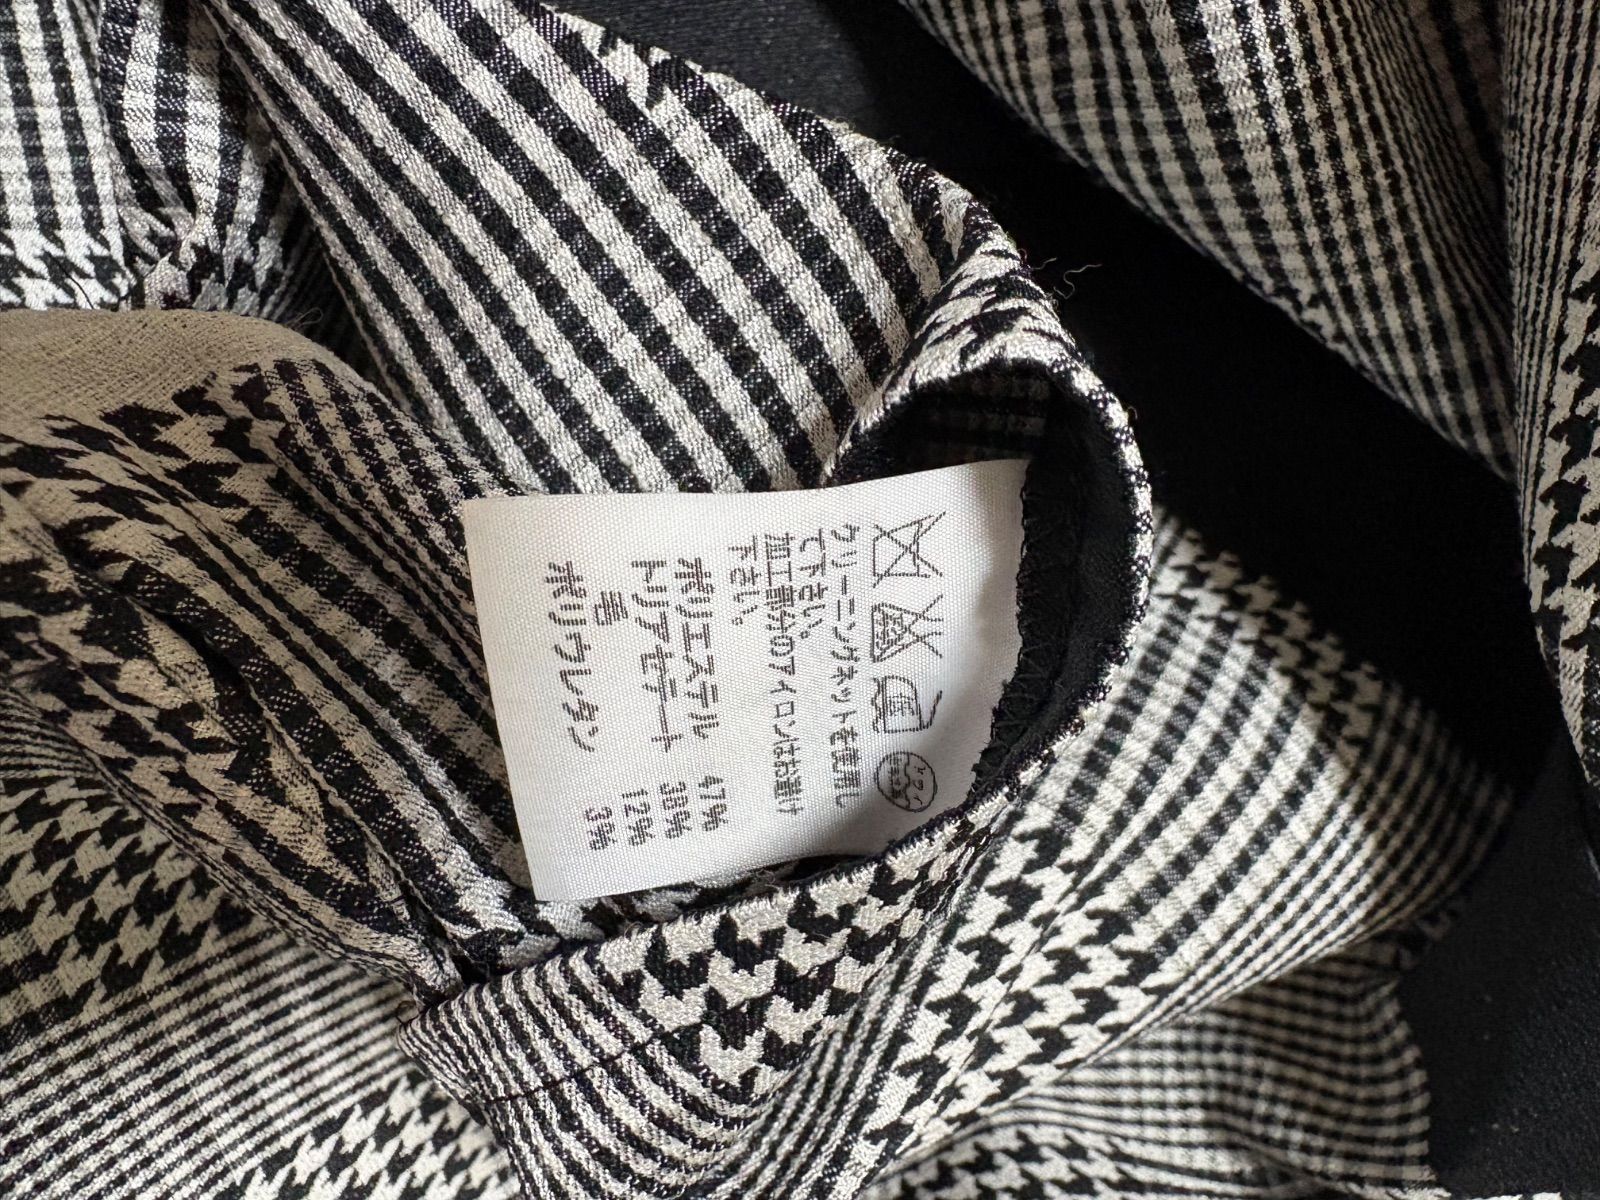 クリーニングネットを使用し
て下さい。
加工部分のアイロンはお避け
下さい。
ポリエステル 47%
トリアセテート 38%
毛 12%
ポリウレタン 3%